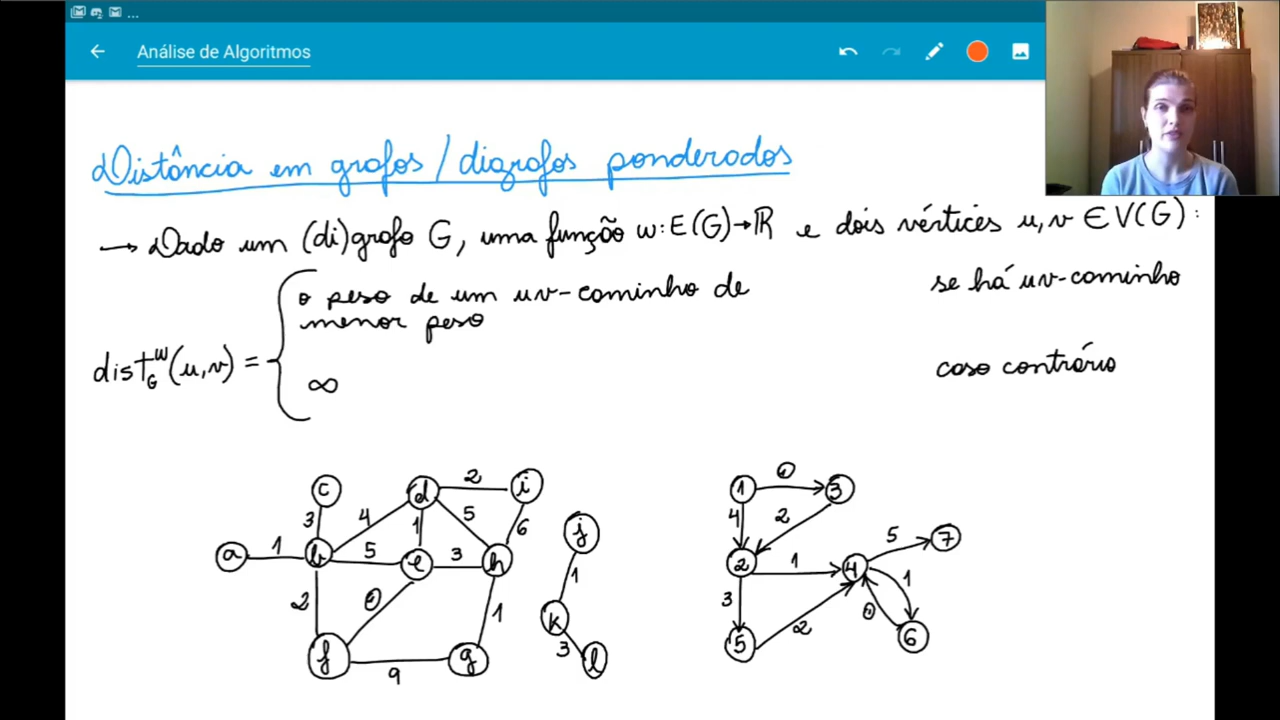 Análise de Algoritmos
Distância em grafos / digrafos ponderados
→ Dado um (di)grafo G, uma função w: E(G)→ℝ e dois vértices u,v ∈ V(G):
o peso de um uv-caminho de menor peso se há uv-caminho
dist_G^w(u,v) =
∞ caso contrário
c d 2 i 1 0 3
3 4 1 5 6 j 4 2
a 1 b 5 e 3 h 1 2 1 4 5 7
2 0 1 k 3 0 1
f 9 g 3 l 5 2 6